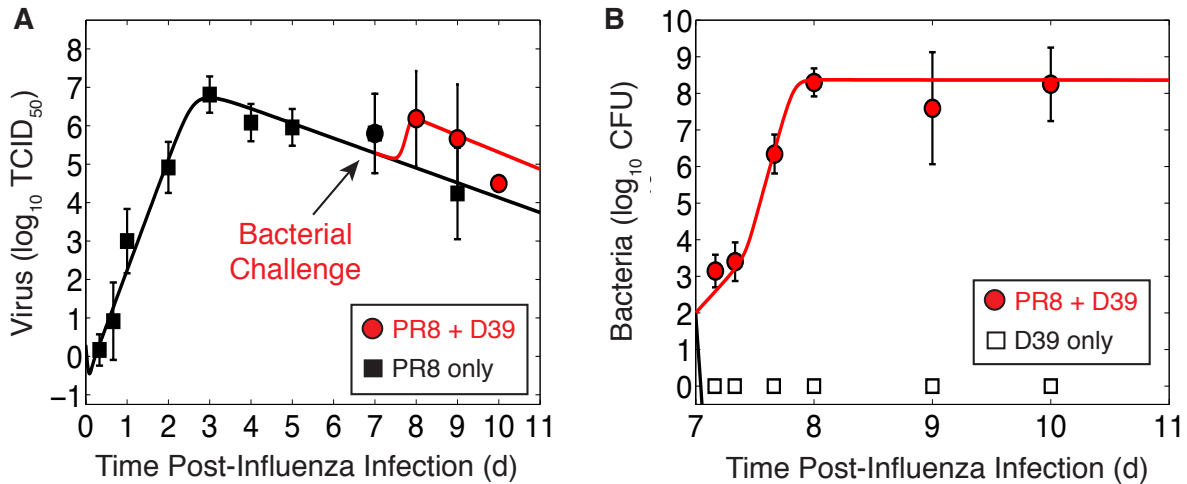 A
Virus (log10 TCID50)
8
7
6
5
4
3
2
1
0
−1
Bacterial
Challenge
PR8 + D39
PR8 only
0 1 2 3 4 5 6 7 8 9 10 11
Time Post-Influenza Infection (d)
B
Bacteria (log10 CFU)
10
9
8
7
6
5
4
3
2
1
0
PR8 + D39
D39 only
7 8 9 10 11
Time Post-Influenza Infection (d)